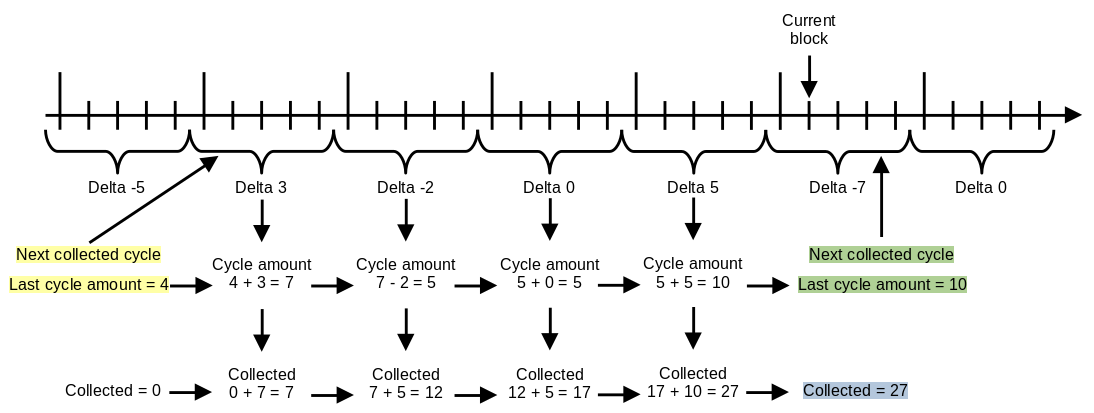 Current
block
Delta -5
Delta 3
Delta -2
Delta 0
Delta 5
Delta -7
Delta 0
Next collected cycle
Last cycle amount = 4
Cycle amount
4 + 3 = 7
Cycle amount
7 - 2 = 5
Cycle amount
5 + 0 = 5
Cycle amount
5 + 5 = 10
Next collected cycle
Last cycle amount = 10
Collected = 0
Collected
0 + 7 = 7
Collected
7 + 5 = 12
Collected
12 + 5 = 17
Collected
17 + 10 = 27
Collected = 27